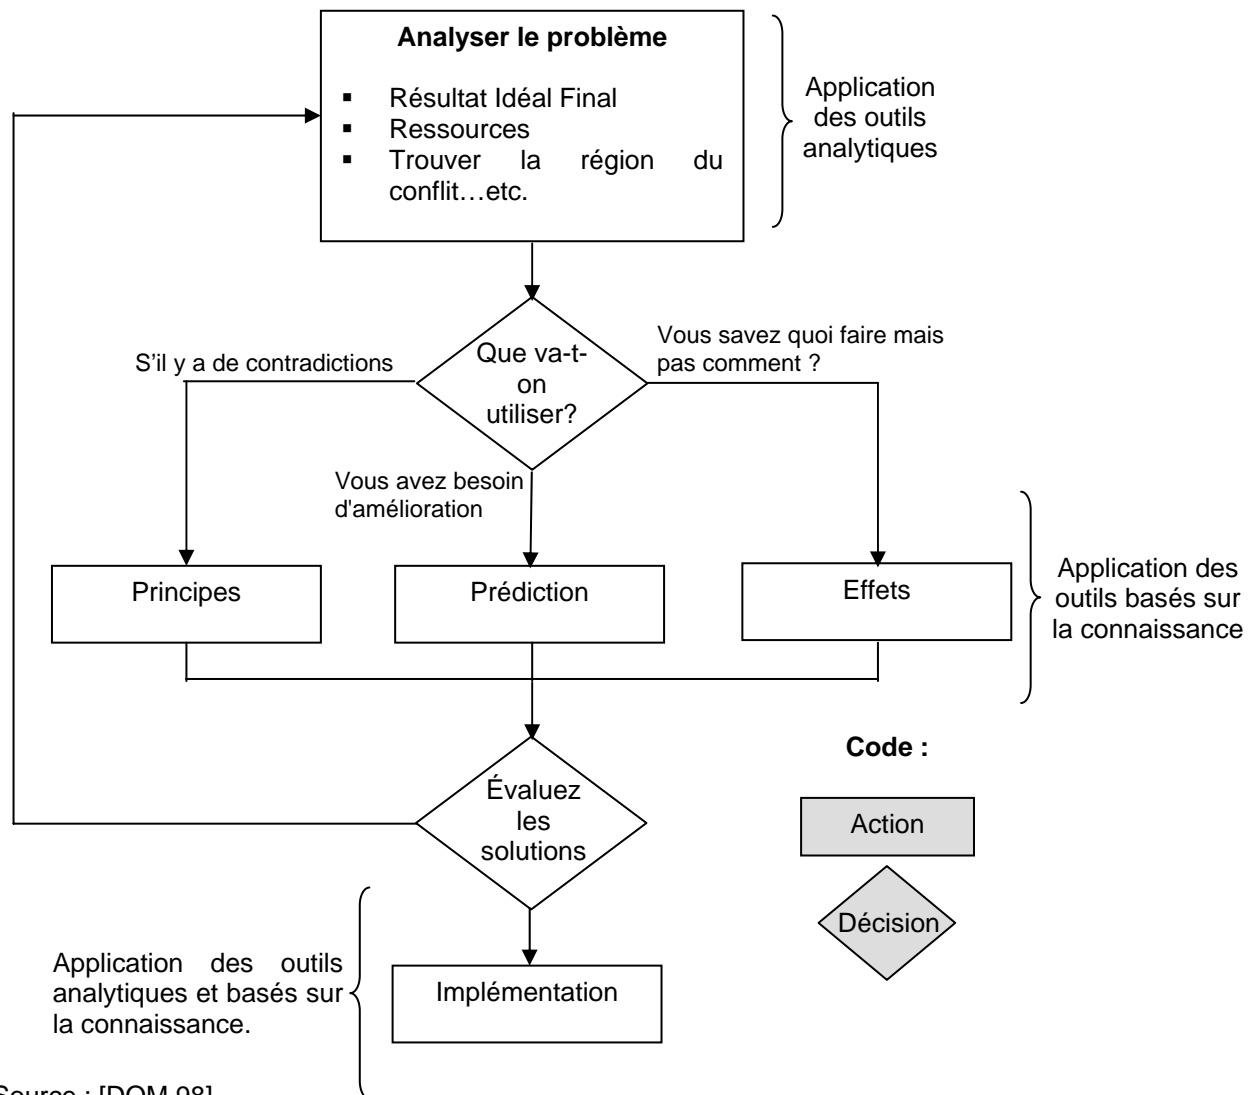 Analyser le problème
▪ Résultat Idéal Final
▪ Ressources
▪ Trouver la région du
conflit…etc.
Application
des outils
analytiques
S'il y a de contradictions
Que va-t-
on
utiliser?
Vous savez quoi faire mais
pas comment ?
Vous avez besoin
d'amélioration
Principes
Prédiction
Effets
Application des
outils basés sur
la connaissance
Évaluez
les
solutions
Code :
Action
Décision
Application des outils
analytiques et basés sur
la connaissance.
Implémentation
Source : [DOM 98]